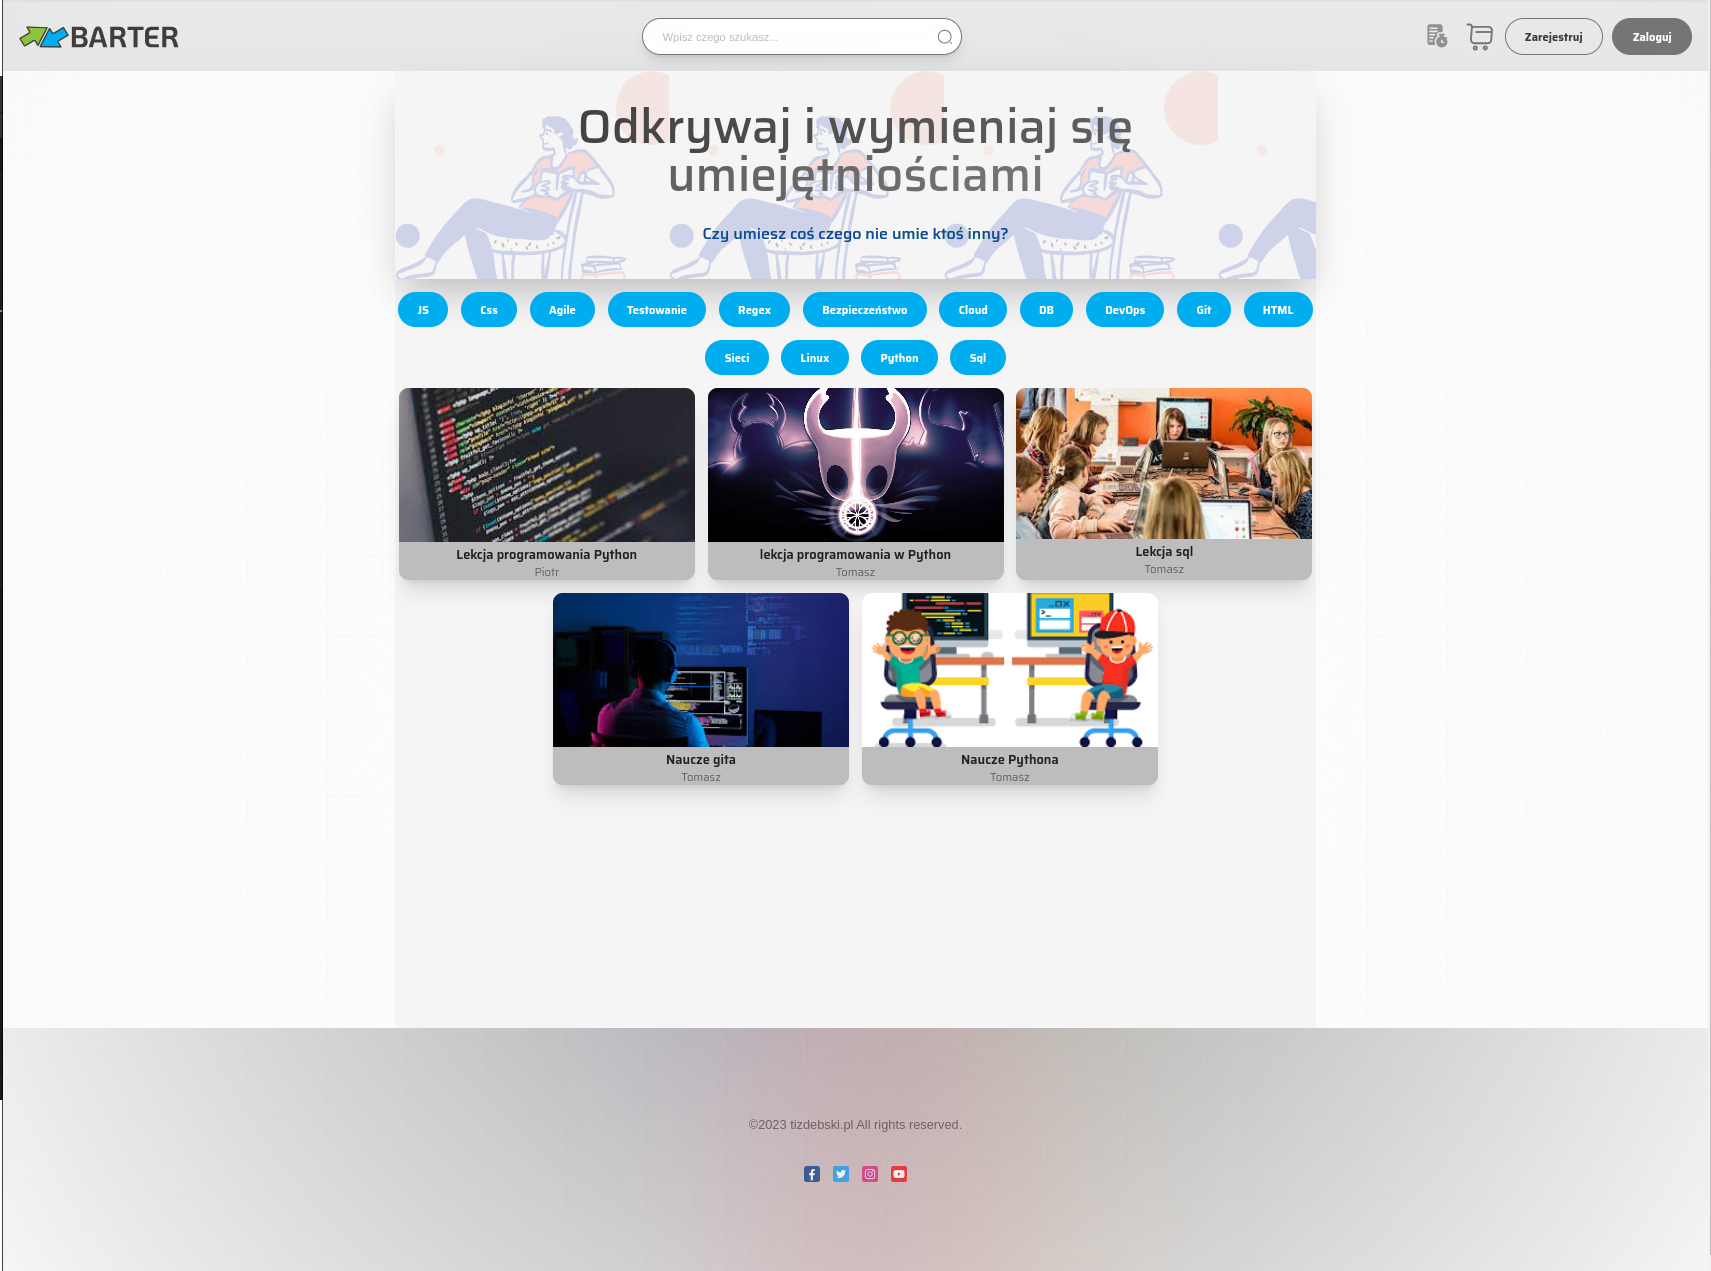 BARTER
Wpisz czego szukasz...
Zarejestruj
Zaloguj
Odkrywaj i wymieniaj się
umiejętniościami
Czy umiesz coś czego nie umie ktoś inny?
JS
Css
Agile
Testowanie
Regex
Bezpieczeństwo
Cloud
DB
DevOps
Git
HTML
Sieci
Linux
Python
Sql
Lekcja programowania Python
Piotr
lekcja programowania w Python
Tomasz
Lekcja sql
Tomasz
Naucze gita
Tomasz
Naucze Pythona
Tomasz
©2023 tizdebski.pl All rights reserved.